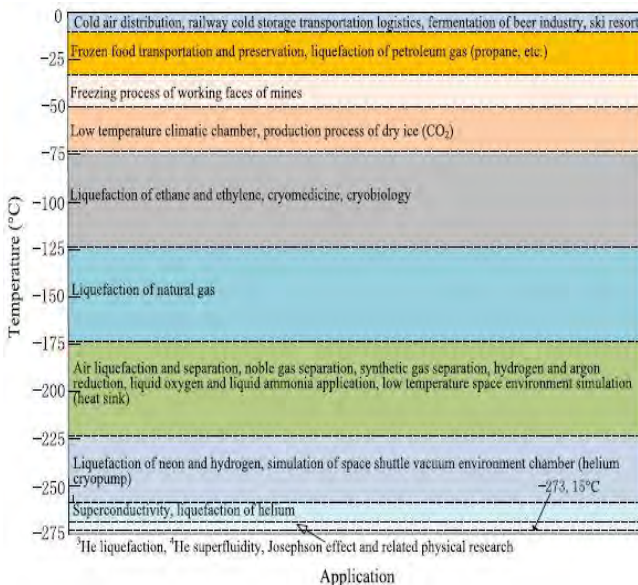 0
Cold air distribution, railway cold storage transportation logistics, fermentation of beer industry, ski resort
Frozen food transportation and preservation, liquefaction of petroleum gas (propane, etc.)
−25
Freezing process of working faces of mines
−50
Low temperature climatic chamber, production process of dry ice (CO₂)
−75
Liquefaction of ethane and ethylene, cryomedicine, cryobiology
−100
−125
Liquefaction of natural gas
−150
−175
Air liquefaction and separation, noble gas separation, synthetic gas separation, hydrogen and argon
reduction, liquid oxygen and liquid ammonia application, low temperature space environment simulation
(heat sink)
−200
−225
Liquefaction of neon and hydrogen, simulation of space shuttle vacuum environment chamber (helium
cryopump)
−273, 15°C
−250
Superconductivity, liquefaction of helium
−275
³He liquefaction, ⁴He superfluidity, Josephson effect and related physical research
Temperature (°C)
Application